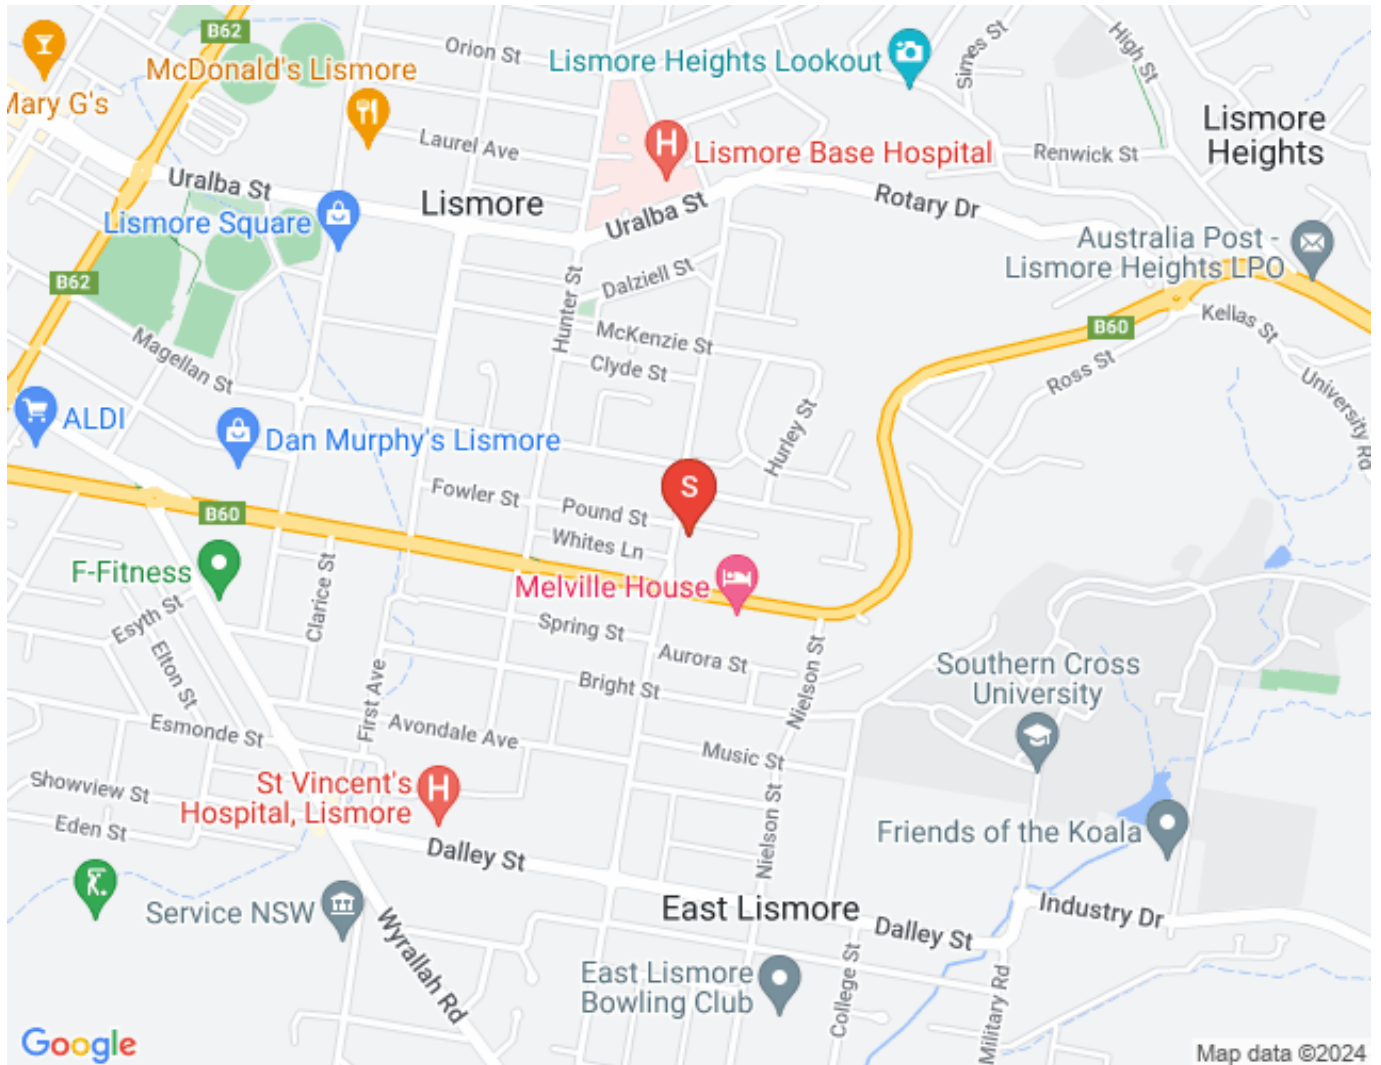 B62
Orion St
Lismore Heights Lookout
Simes St
High St
McDonald's Lismore
Mary G's
Laurel Ave
Lismore Base Hospital
Renwick St
Lismore
Heights
Uralba St
Lismore
Uralba St
Rotary Dr
Lismore Square
Australia Post -
Lismore Heights LPO
B62
Dalziell St
Hunter St
McKenzie St
B60
Kellas St
Magellan St
Clyde St
Ross St
University Rd
ALDI
Dan Murphy's Lismore
Hurley St
S
Fowler St
Pound St
B60
Whites Ln
F-Fitness
Melville House
Clarice St
Esyth St
Spring St
Aurora St
Nielson St
Southern Cross
University
Elton St
Bright St
First Ave
Esmonde St
Avondale Ave
Music St
Showview St
St Vincent's
Hospital, Lismore
H
H
Eden St
Nielson St
Friends of the Koala
Dalley St
Service NSW
East Lismore
Industry Dr
Dalley St
Wyrallah Rd
East Lismore
Bowling Club
College St
Military Rd
Google
Map data ©2024